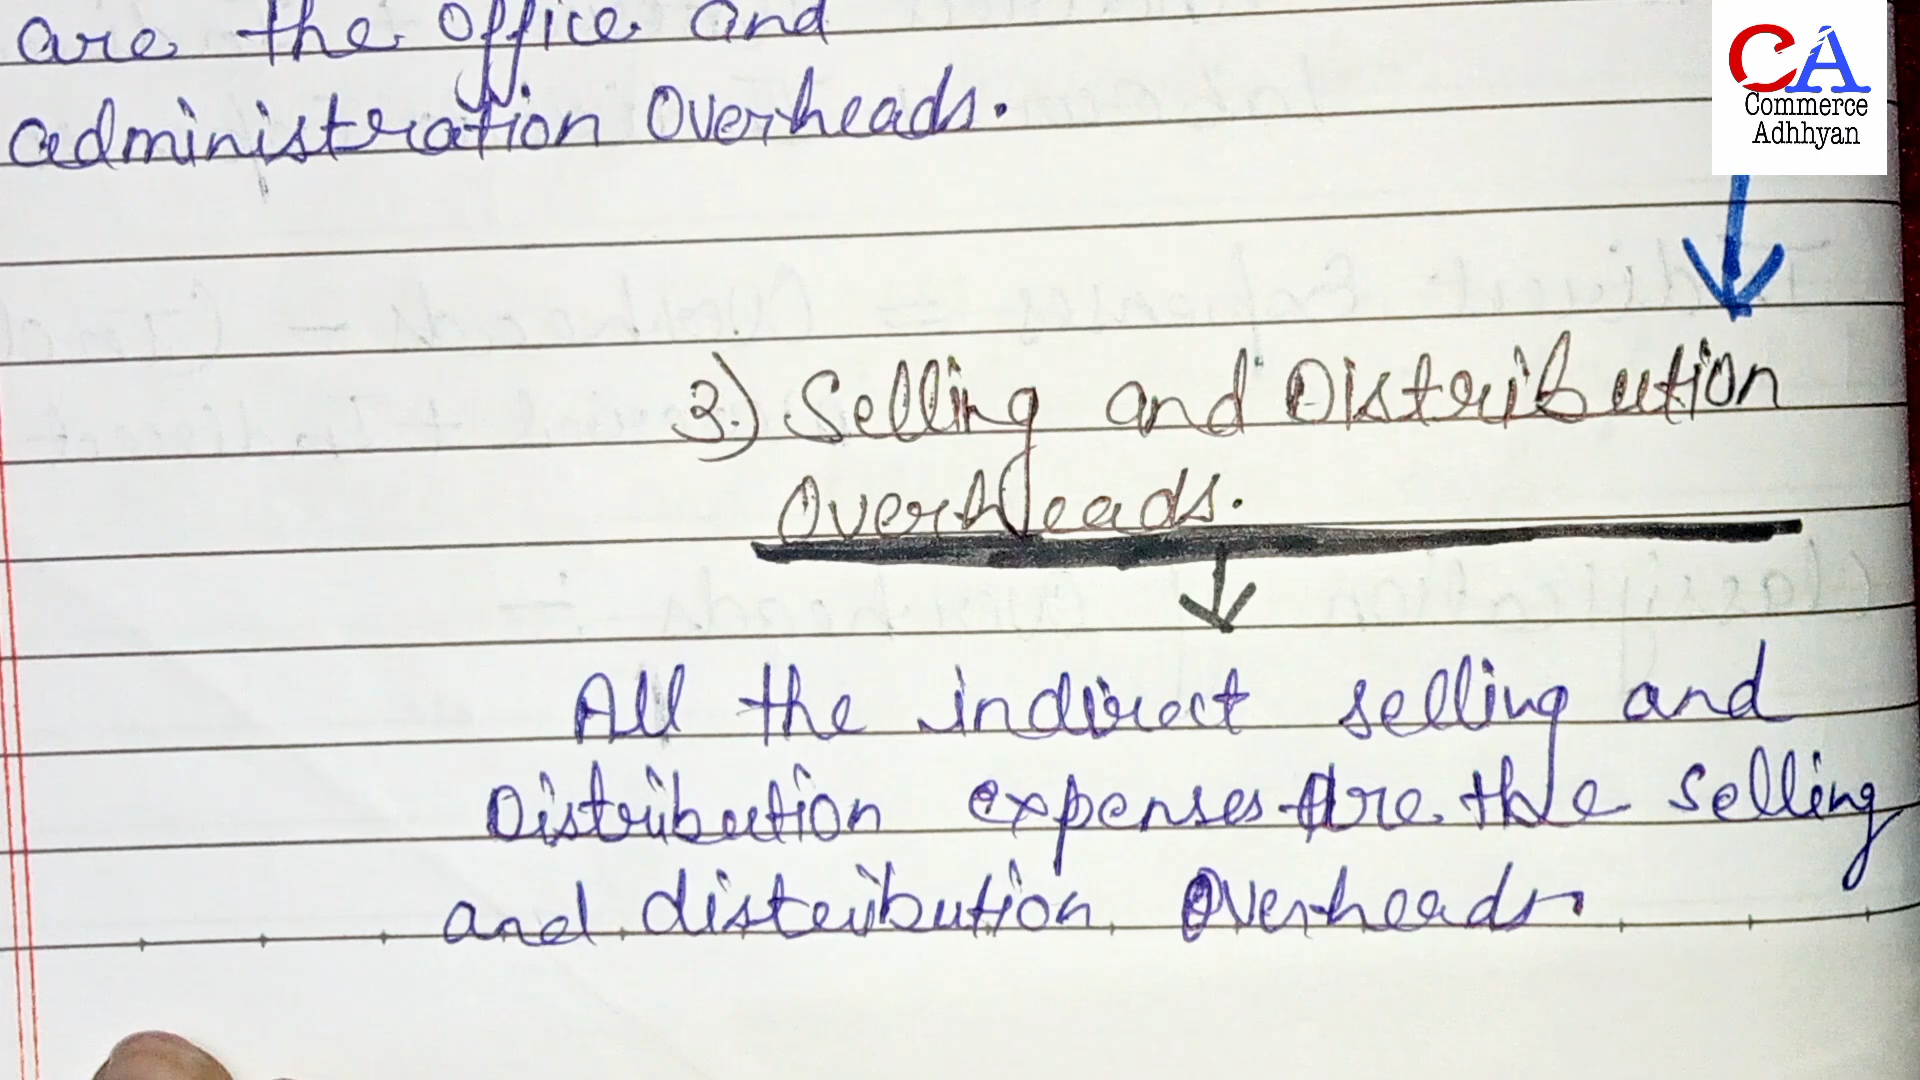 are the office and
administration Overheads.
CA
Commerce
Adhhyan
3.) Selling and Distribution
Overheads.
All the indirect selling and
Distribution expenses Are the selling
and distribution Overheads